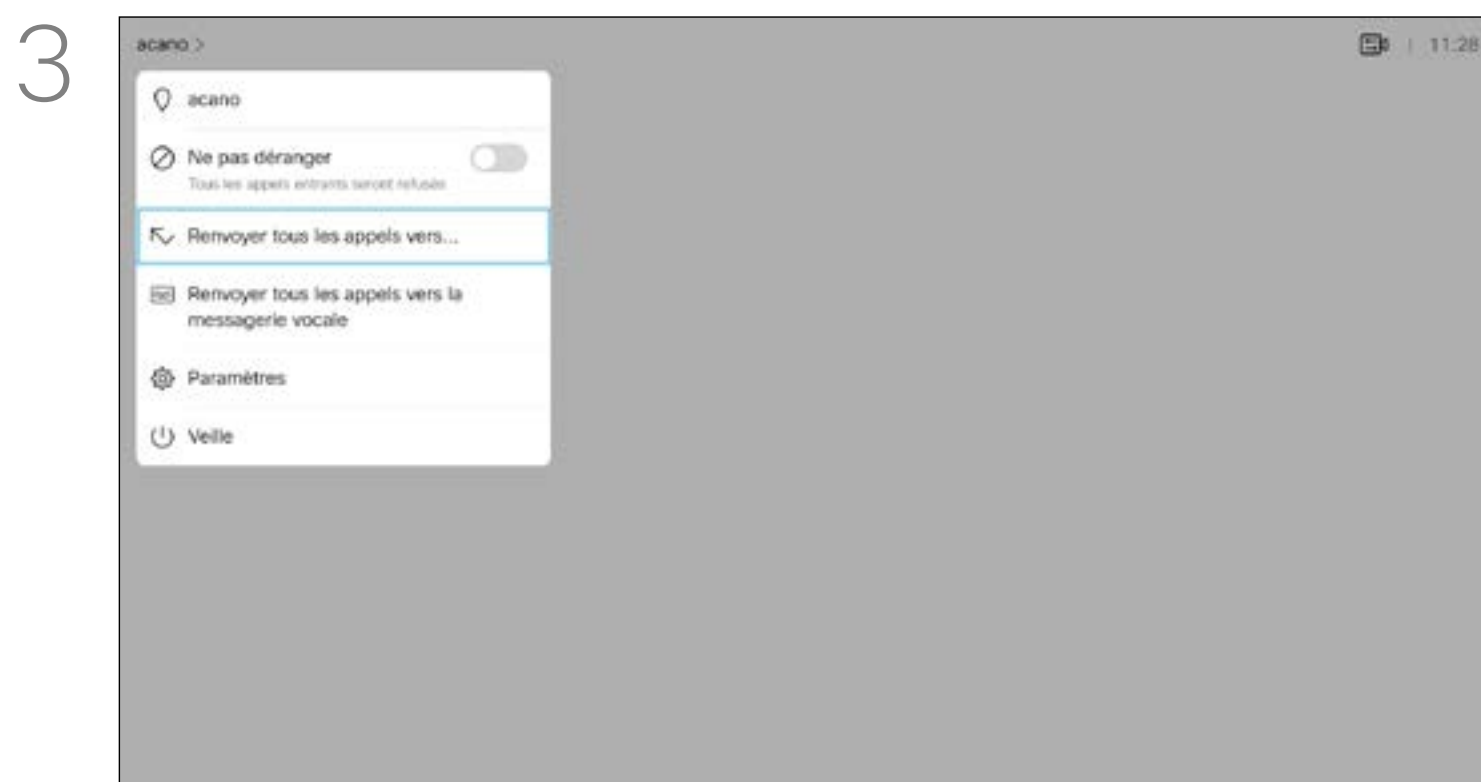 3
acano >
11:28
acano
Ne pas déranger
Tous les appels entrants seront refusés
Renvoyer tous les appels vers...
Renvoyer tous les appels vers la
messagerie vocale
Paramètres
Veille